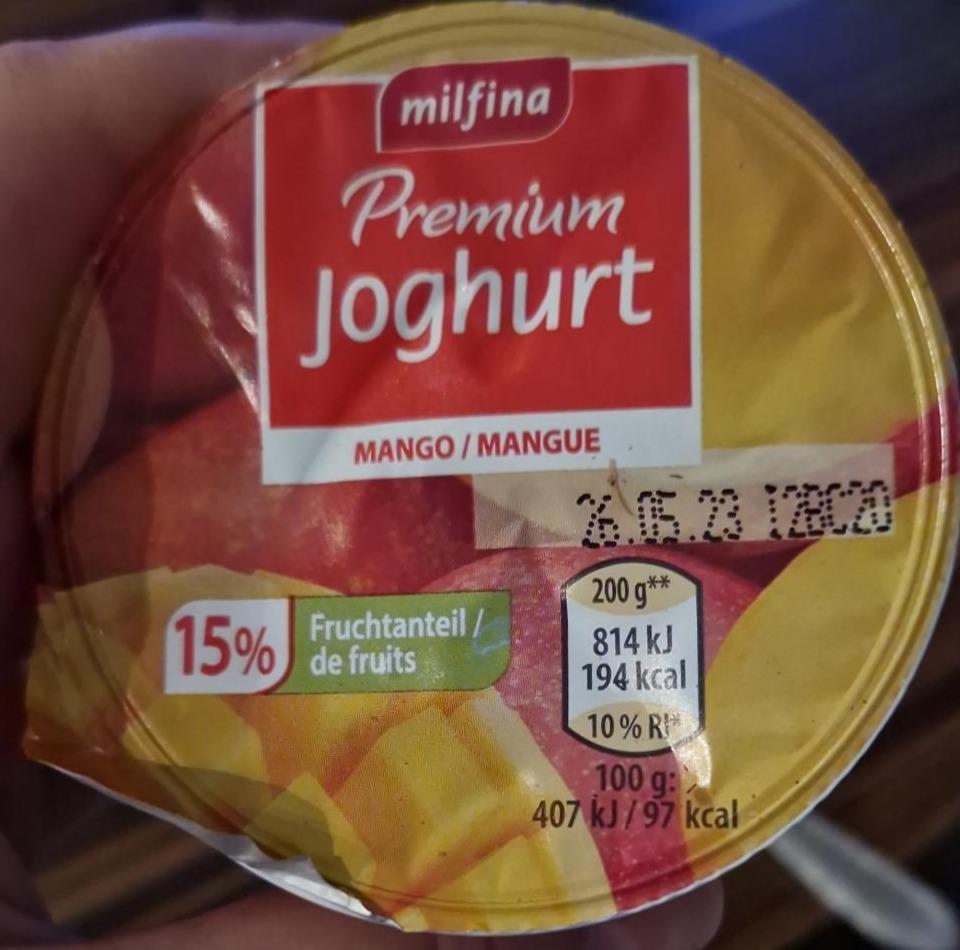 milfina
Premium
Joghurt
MANGO / MANGUE
26.05.23 12BC20
15%
Fruchtanteil /
de fruits
200 g**
814 kJ
194 kcal
10 % RI*
100 g:
407 kJ / 97 kcal